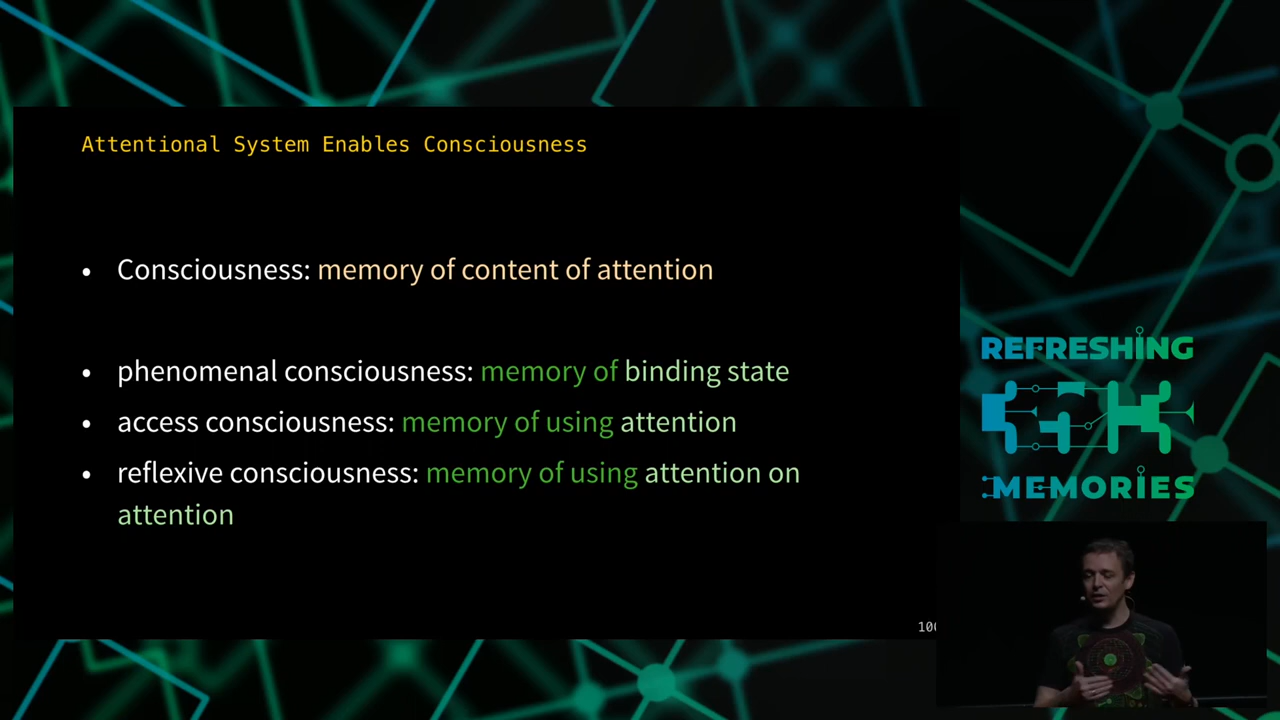 Attentional System Enables Consciousness
• Consciousness: memory of content of attention
• phenomenal consciousness: memory of binding state
• access consciousness: memory of using attention
• reflexive consciousness: memory of using attention on
attention
REFRESHING
35C3
MEMORIES